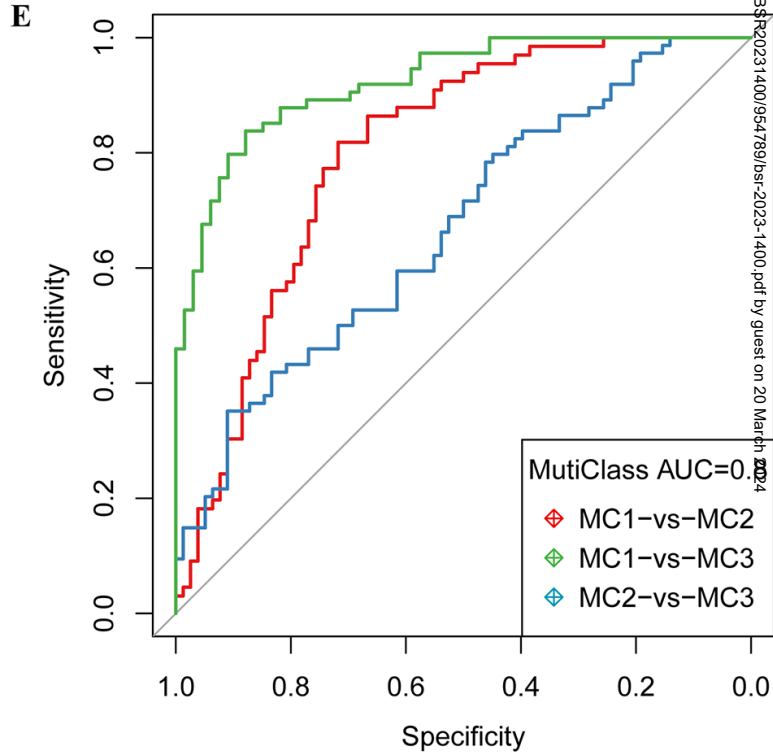 E
Sensitivity
1.0
0.8
0.6
0.4
0.2
0.0
MutiClass AUC=0.
MC1−vs−MC2
MC1−vs−MC3
MC2−vs−MC3
1.0 0.8 0.6 0.4 0.2 0.0
Specificity
BSR20231400/954789/bsr-2023-1400.pdf by guest on 20 March 2024